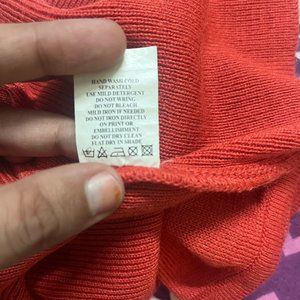 HAND WASH COLD
SEPARATELY
USE MILD DETERGENT
DO NOT WRING
DO NOT BLEACH
MILD IRON IF NEEDED
DO NOT IRON DIRECTLY
ON PRINT OR
EMBELLISHMENT
DO NOT DRY CLEAN
FLAT DRY IN SHADE